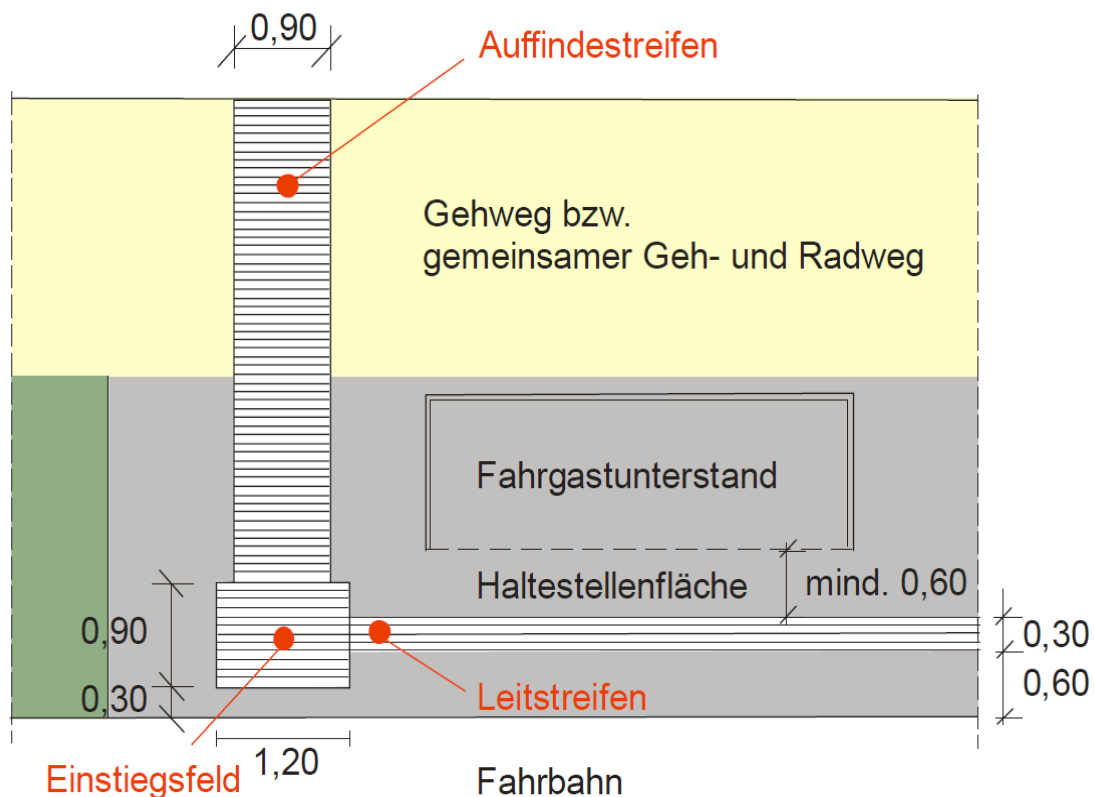 0,90
Auffindestreifen
Gehweg bzw.
gemeinsamer Geh- und Radweg
Fahrgastunterstand
Haltestellenfläche
mind. 0,60
0,90
0,30
0,30
0,60
Leitstreifen
1,20
Einstiegsfeld
Fahrbahn